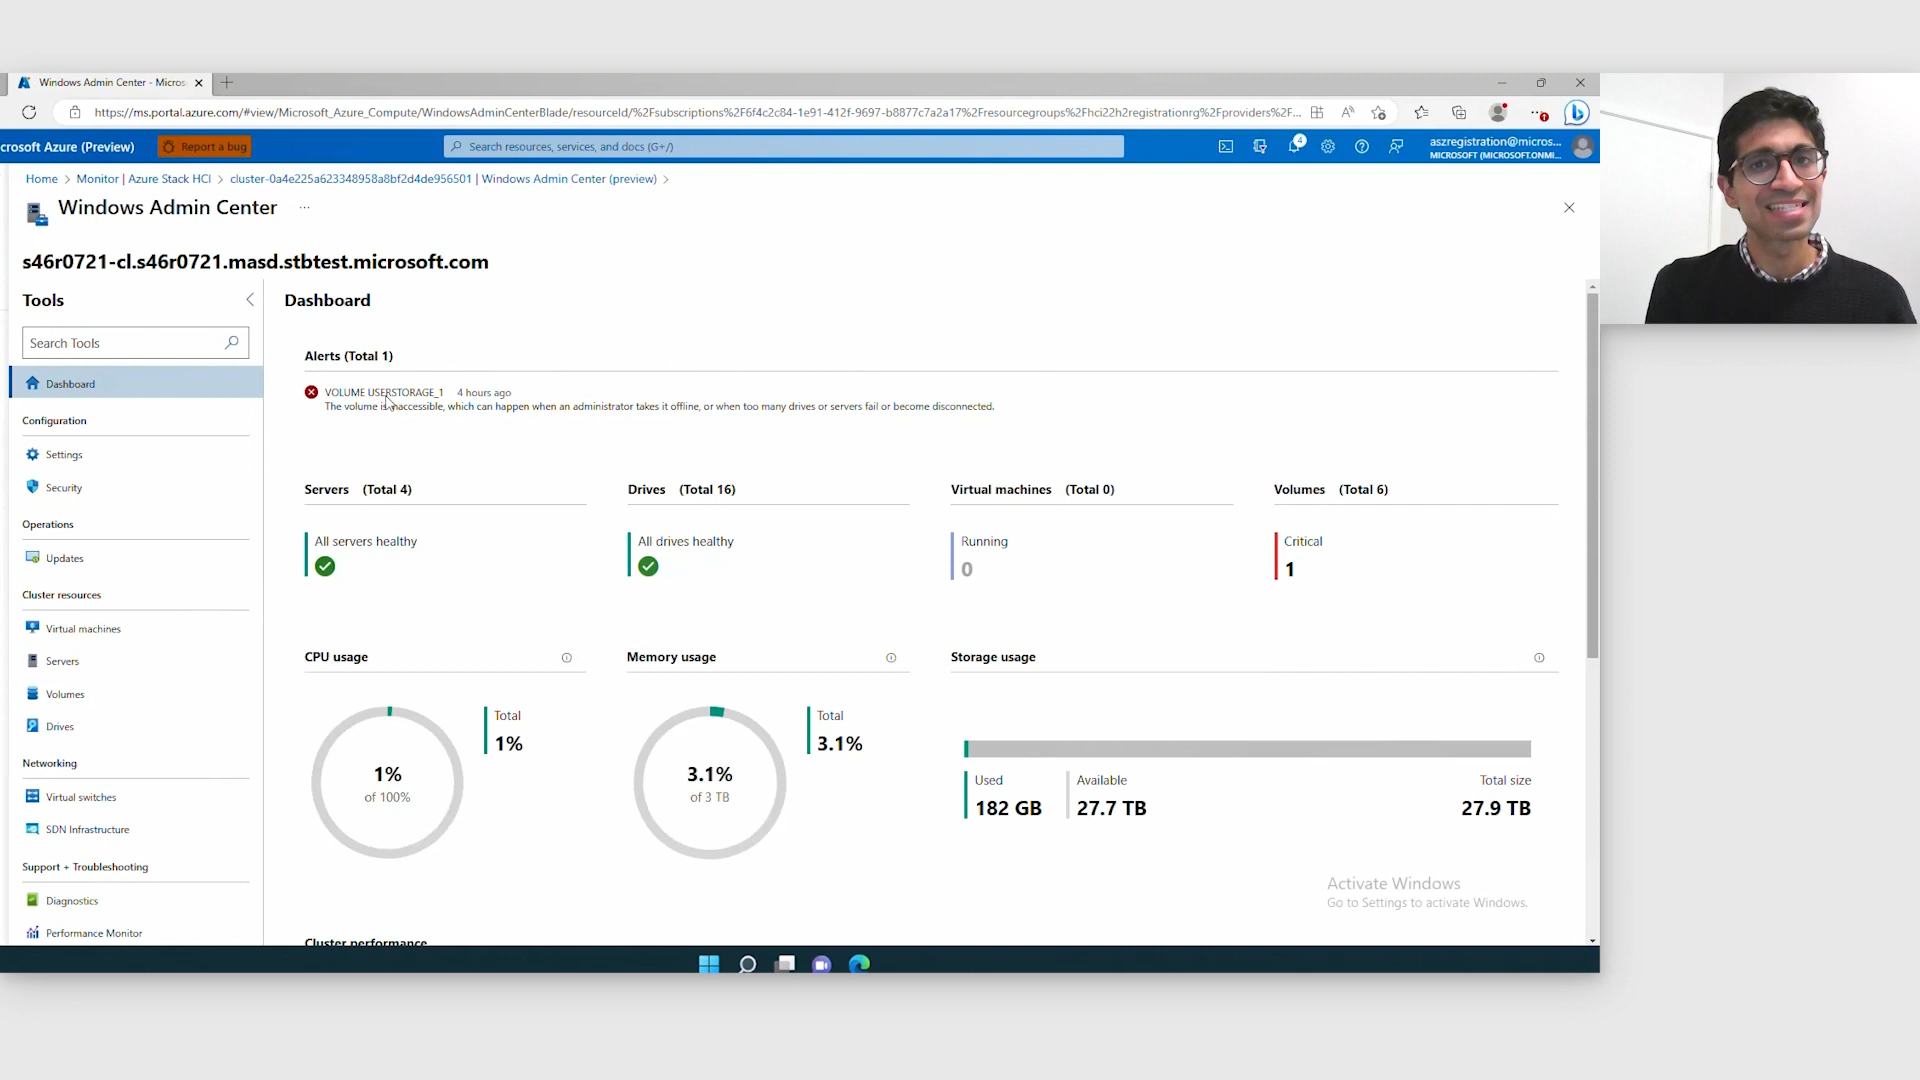 Windows Admin Center - Micros
https://ms.portal.azure.com/#view/Microsoft_Azure_Compute/WindowsAdminCenterBlade/resourceId/%2Fsubscriptions%2F6f4c2c84-1e91-412f-9697-b8877c7a2a17%2Fresourcegroups%2Fhci22h2registrationrg%2Fproviders%2F...
crosoft Azure (Preview)
Report a bug
Search resources, services, and docs (G+/)
4
aszregistration@micros...
MICROSOFT (MICROSOFT.ONMI...
Home > Monitor | Azure Stack HCI > cluster-0a4e225a623348958a8bf2d4de956501 | Windows Admin Center (preview) >
Windows Admin Center ...
s46r0721-cl.s46r0721.masd.stbtest.microsoft.com
Tools
Search Tools
Dashboard
Configuration
Settings
Security
Operations
Updates
Cluster resources
Virtual machines
Servers
Volumes
Drives
Networking
Virtual switches
SDN Infrastructure
Support + Troubleshooting
Diagnostics
Performance Monitor
Dashboard
Alerts (Total 1)
VOLUME USERSTORAGE_1 4 hours ago
The volume is inaccessible, which can happen when an administrator takes it offline, or when too many drives or servers fail or become disconnected.
Servers (Total 4)
All servers healthy
Drives (Total 16)
All drives healthy
Virtual machines (Total 0)
Running
0
Volumes (Total 6)
Critical
1
CPU usage
1%
of 100%
Total
1%
Memory usage
3.1%
of 3 TB
Total
3.1%
Storage usage
Used
182 GB
Available
27.7 TB
Total size
27.9 TB
Activate Windows
Go to Settings to activate Windows.
Cluster performance